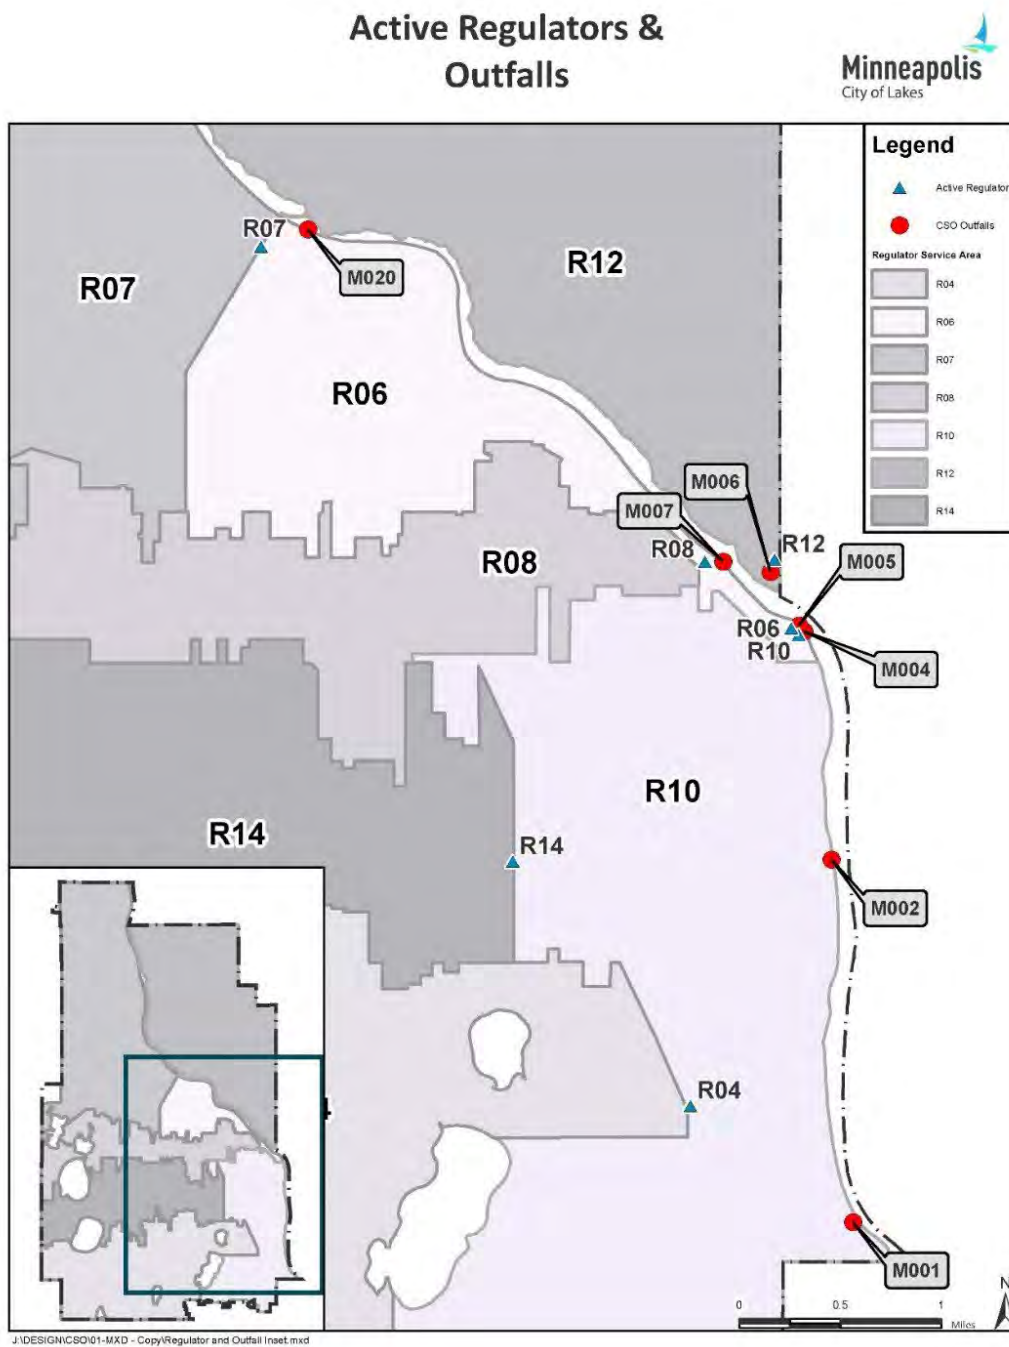 Active Regulators &
Outfalls
Minneapolis
City of Lakes
Legend
Active Regulator
CSO Outfalls
Regulator Service Area
R04
R06
R07
R08
R10
R12
R14
R07
M020
R07
R12
R06
M006
M007
R08
R12
R08
M005
R06
R10
M004
R10
R14
R14
M002
R04
M001
N
0 0.5 1
Miles
J:\DESIGN\CSO\01-MXD - Copy\Regulator and Outfall Inset.mxd